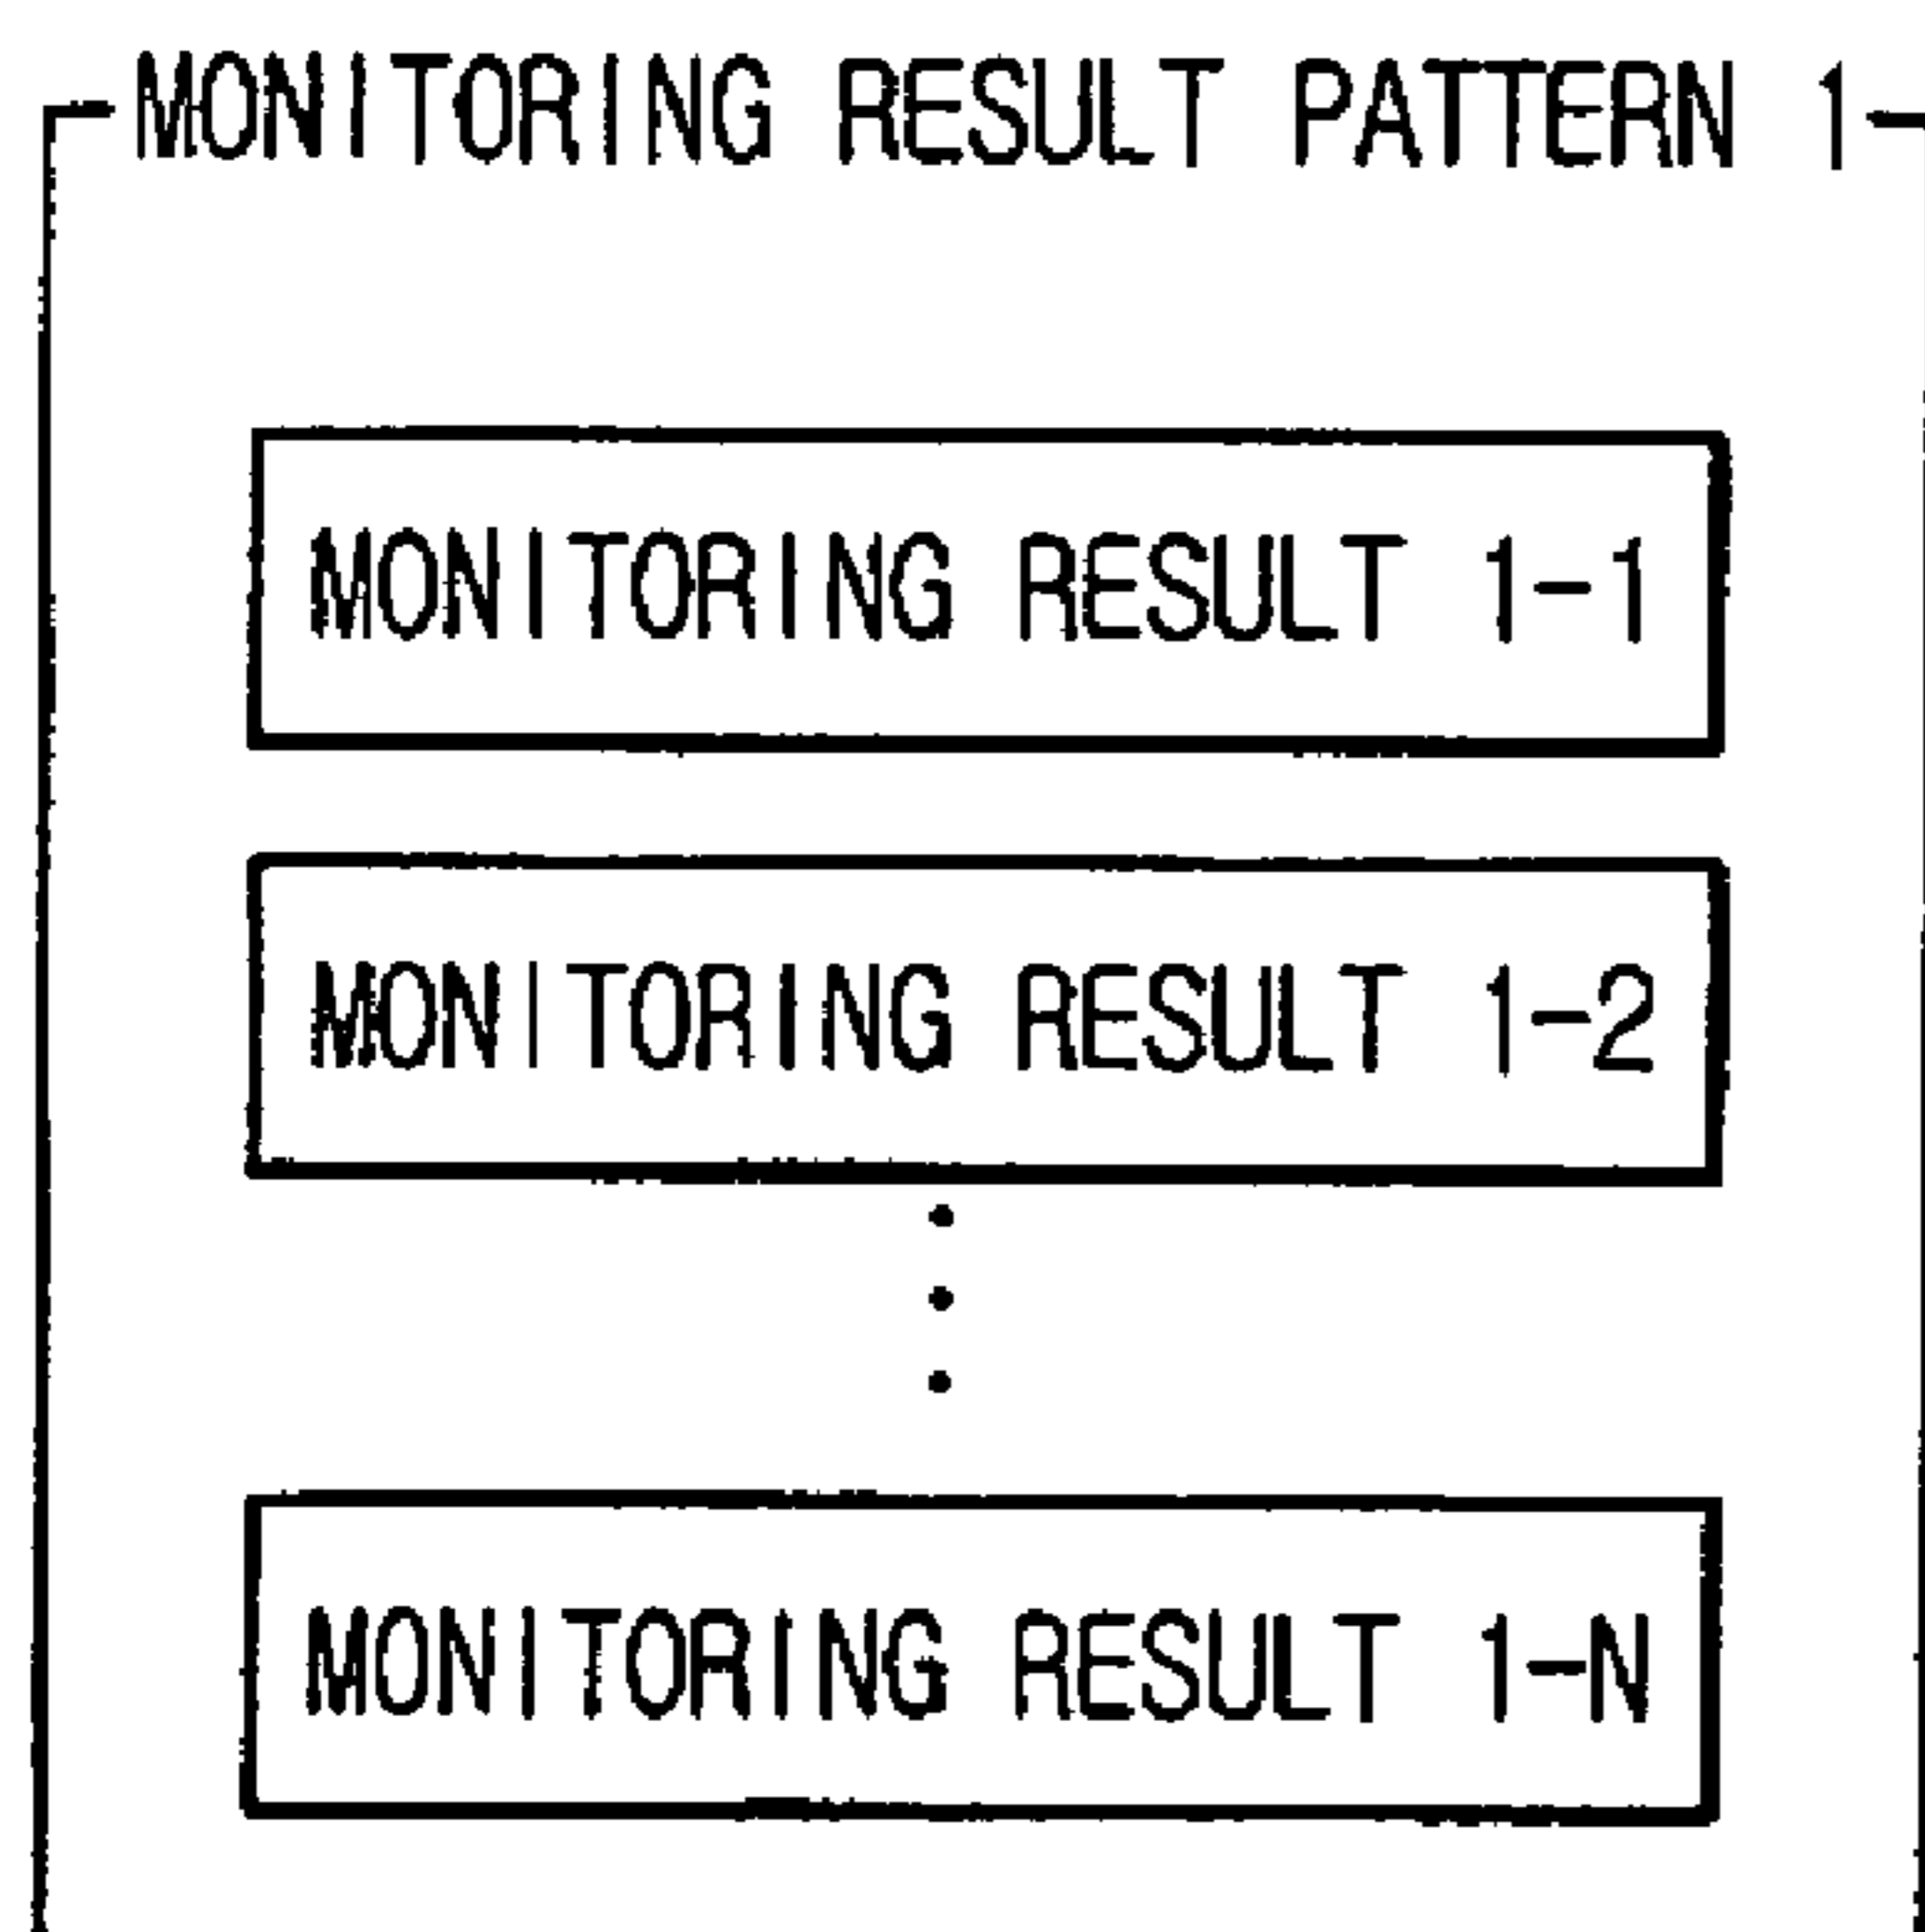 MONITORING RESULT PATTERN 1
MONITORING RESULT 1-1
MONITORING RESULT 1-2
MONITORING RESULT 1-N